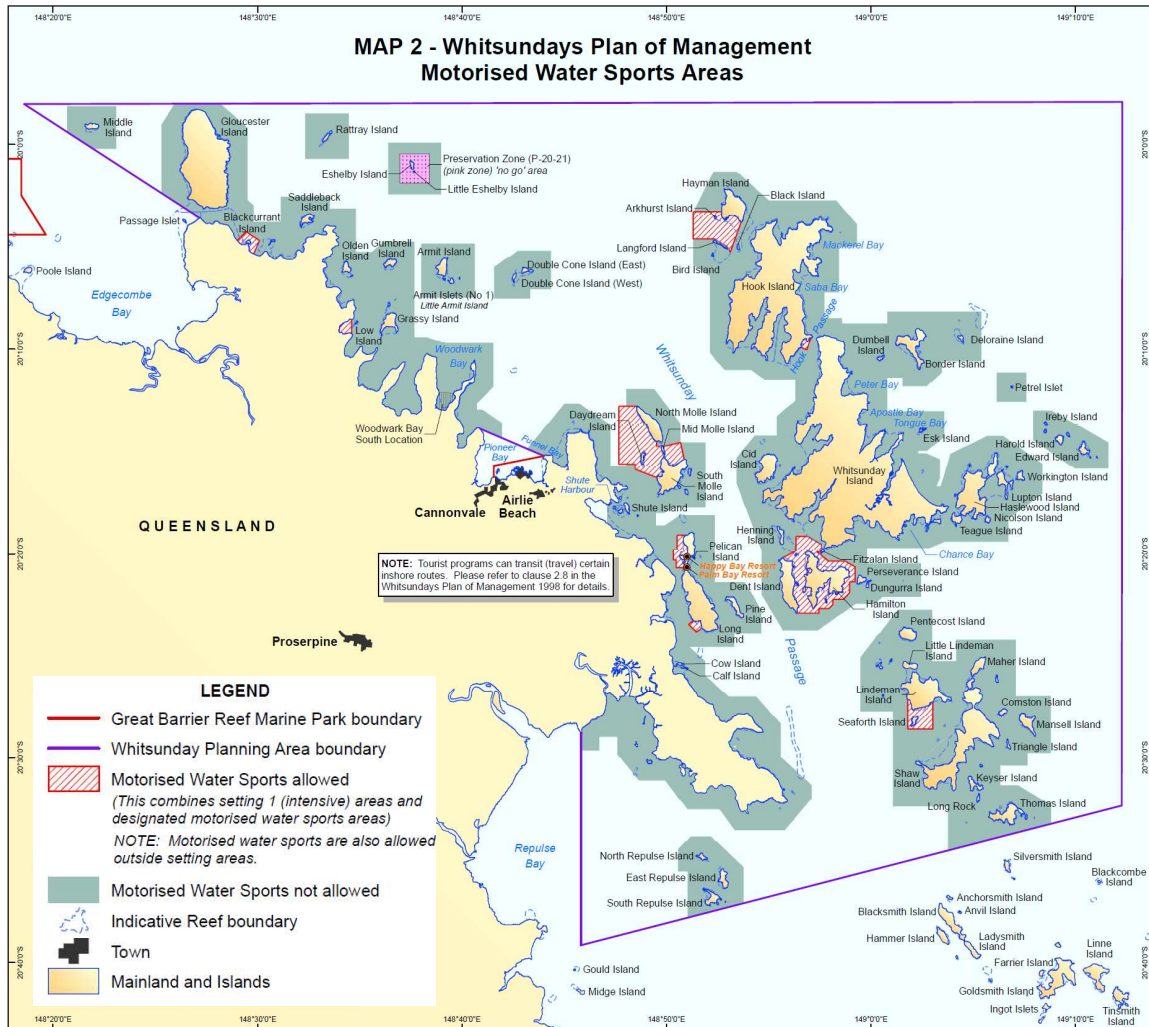 148°20'0"E
148°30'0"E
148°40'0"E
148°50'0"E
149°0'0"E
149°10'0"E
MAP 2 - Whitsundays Plan of Management
Motorised Water Sports Areas
20°0'0"S
20°0'0"S
Middle
Island
Gloucester
Island
Rattray Island
Preservation Zone (P-20-21)
(pink zone) 'no go' area
Eshelby Island
Little Eshelby Island
Hayman Island
Black Island
Arkhurst Island
Saddleback
Island
Passage Islet
Blackcurrant
Island
Langford Island
Mackerel Bay
Bird Island
Olden
Island
Gumbrell
Island
Armit Island
Double Cone Island (East)
Double Cone Island (West)
Poole Island
Edgecombe
Bay
Armit Islets (No 1)
Little Armit Island
Hook Island
Saba Bay
Grassy Island
Low
Island
Hook Passage
Dumbell
Island
Deloraine Island
Border Island
20°10'0"S
20°10'0"S
Woodwark
Bay
Whitsunday
Peter Bay
Petrel Islet
Woodwark Bay
South Location
Daydream
Island
North Molle Island
Mid Molle Island
Apostle Bay
Tongue Bay
Esk Island
Ireby Island
Harold Island
Edward Island
Pioneer
Bay
Funnel Bay
Cid
Island
Workington Island
South
Molle
Island
Whitsunday
Island
Shute
Harbour
Lupton Island
Haslewood Island
Nicolson Island
Teague Island
Airlie
Beach
Cannonvale
Shute Island
QUEENSLAND
Henning
Island
Chance Bay
20°20'0"S
20°20'0"S
Pelican
Island
Happy Bay Resort
Palm Bay Resort
Fitzalan Island
Perseverance Island
Dungurra Island
NOTE: Tourist programs can transit (travel) certain
inshore routes. Please refer to clause 2.8 in the
Whitsundays Plan of Management 1998 for details.
Dent Island
Hamilton
Island
Pine
Island
Long
Island
Pentecost Island
Proserpine
Passage
Little Lindeman
Island
Maher Island
Cow Island
Calf Island
Lindeman
Island
Seaforth Island
Comston Island
Mansell Island
Triangle Island
20°30'0"S
20°30'0"S
Shaw
Island
Keyser Island
Long Rock
Thomas Island
LEGEND
Great Barrier Reef Marine Park boundary
Whitsunday Planning Area boundary
Motorised Water Sports allowed
(This combines setting 1 (intensive) areas and
designated motorised water sports areas)
NOTE: Motorised water sports are also allowed
outside setting areas.
Motorised Water Sports not allowed
Indicative Reef boundary
Town
Mainland and Islands
Repulse
Bay
North Repulse Island
East Repulse Island
South Repulse Island
Silversmith Island
Blackcombe
Island
Anchorsmith Island
Anvil Island
Blacksmith Island
Hammer Island
Ladysmith
Island
Linne
Island
Farrier Island
20°40'0"S
20°40'0"S
Gould Island
Midge Island
Goldsmith Island
Ingot Islets
Tinsmith
Island
148°20'0"E
148°30'0"E
148°40'0"E
148°50'0"E
149°0'0"E
149°10'0"E